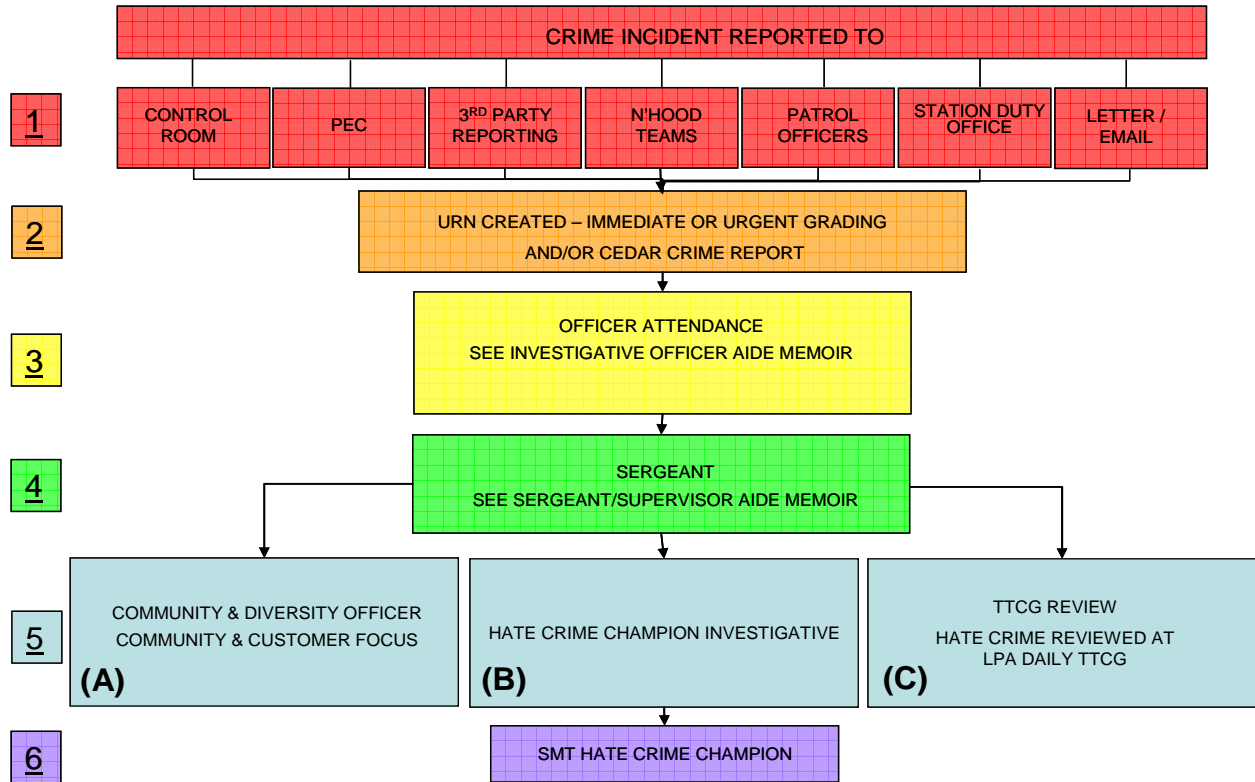 CRIME INCIDENT REPORTED TO
1
CONTROL
ROOM
PEC
3RD PARTY
REPORTING
N'HOOD
TEAMS
PATROL
OFFICERS
STATION DUTY
OFFICE
LETTER /
EMAIL
2
URN CREATED – IMMEDIATE OR URGENT GRADING
AND/OR CEDAR CRIME REPORT
3
OFFICER ATTENDANCE
SEE INVESTIGATIVE OFFICER AIDE MEMOIR
4
SERGEANT
SEE SERGEANT/SUPERVISOR AIDE MEMOIR
5
COMMUNITY & DIVERSITY OFFICER
COMMUNITY & CUSTOMER FOCUS
(A)
HATE CRIME CHAMPION INVESTIGATIVE
(B)
TTCG REVIEW
HATE CRIME REVIEWED AT
LPA DAILY TTCG
(C)
6
SMT HATE CRIME CHAMPION